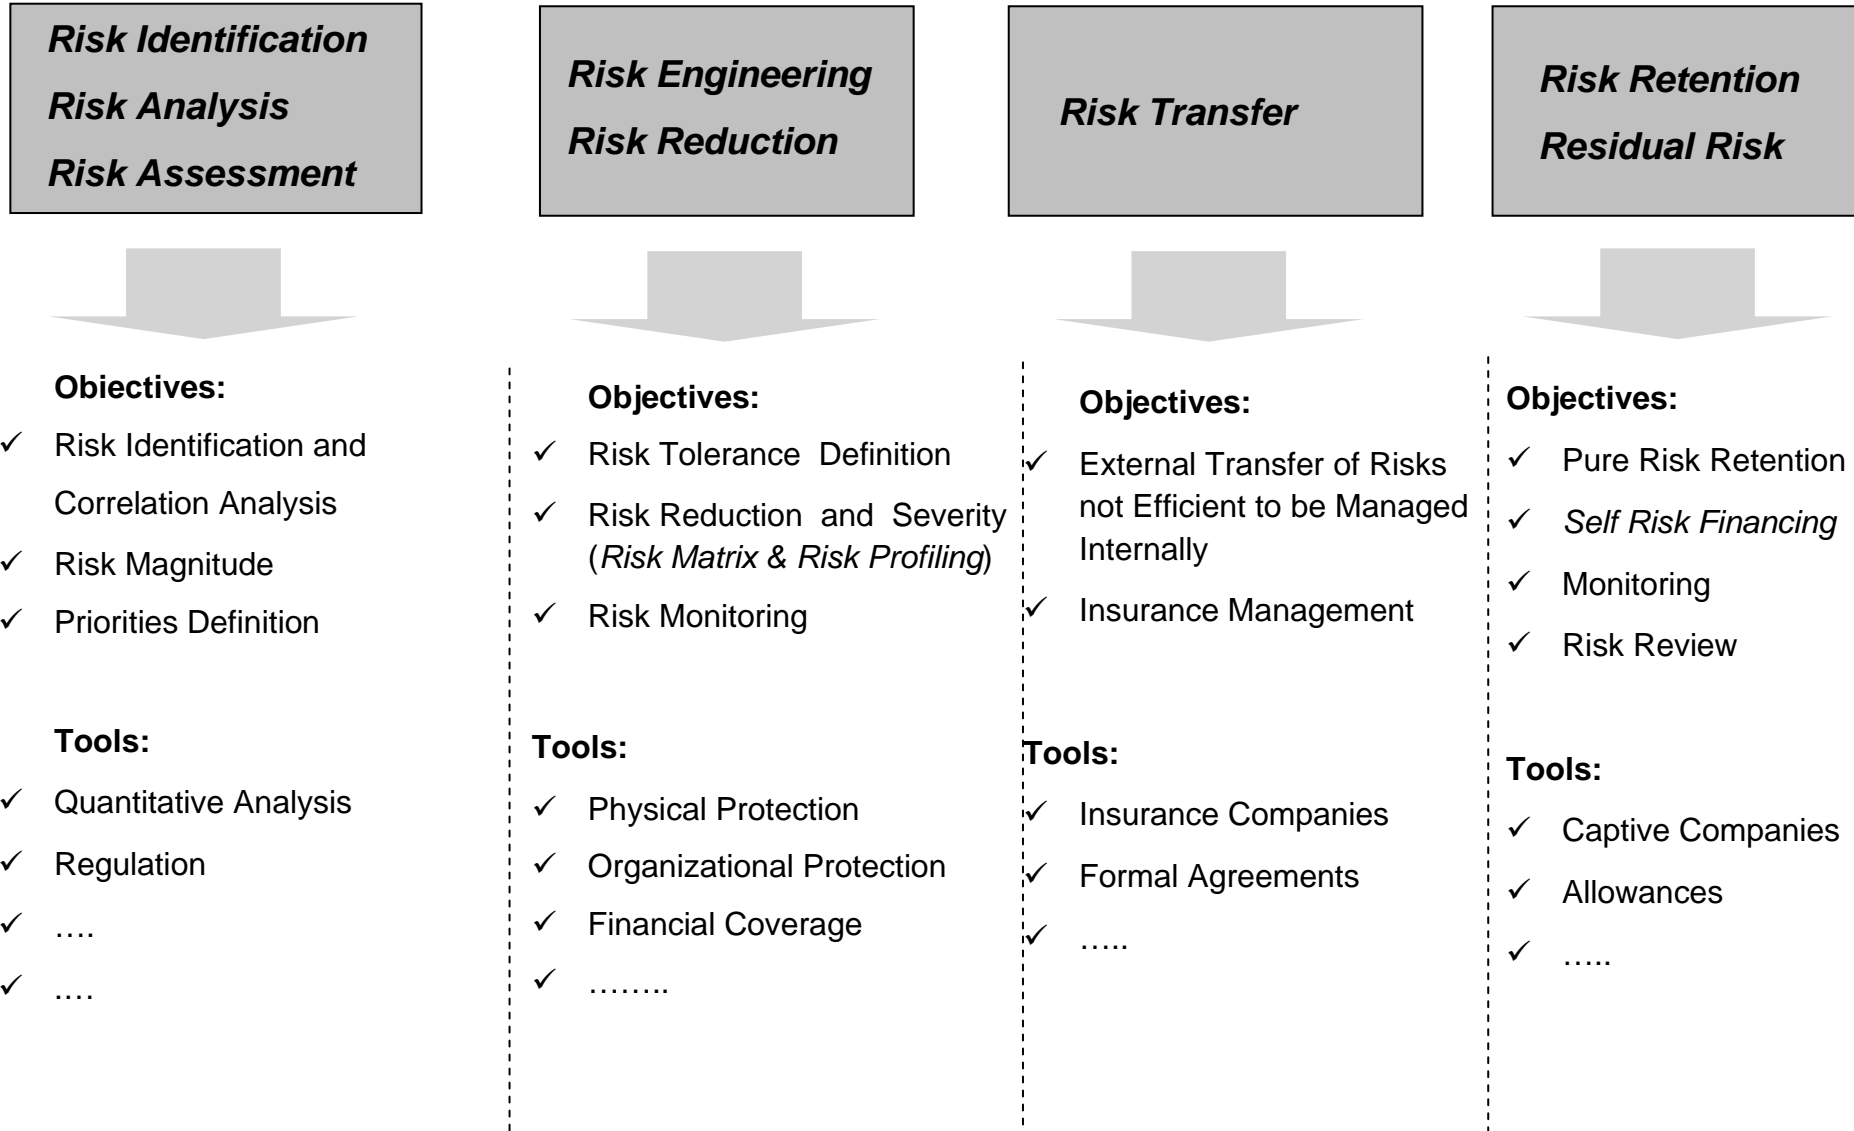 Risk Identification
Risk Analysis
Risk Assessment
Obiectives:
✓ Risk Identification and
Correlation Analysis
✓ Risk Magnitude
✓ Priorities Definition
Tools:
✓ Quantitative Analysis
✓ Regulation
✓ ….
✓ ….
Risk Engineering
Risk Reduction
Objectives:
✓ Risk Tolerance Definition
✓ Risk Reduction and Severity
(Risk Matrix & Risk Profiling)
✓ Risk Monitoring
Tools:
✓ Physical Protection
✓ Organizational Protection
✓ Financial Coverage
✓ ……..
Risk Transfer
Objectives:
✓ External Transfer of Risks
not Efficient to be Managed
Internally
✓ Insurance Management
Tools:
✓ Insurance Companies
✓ Formal Agreements
✓ …..
Risk Retention
Residual Risk
Objectives:
✓ Pure Risk Retention
✓ Self Risk Financing
✓ Monitoring
✓ Risk Review
Tools:
✓ Captive Companies
✓ Allowances
✓ …..